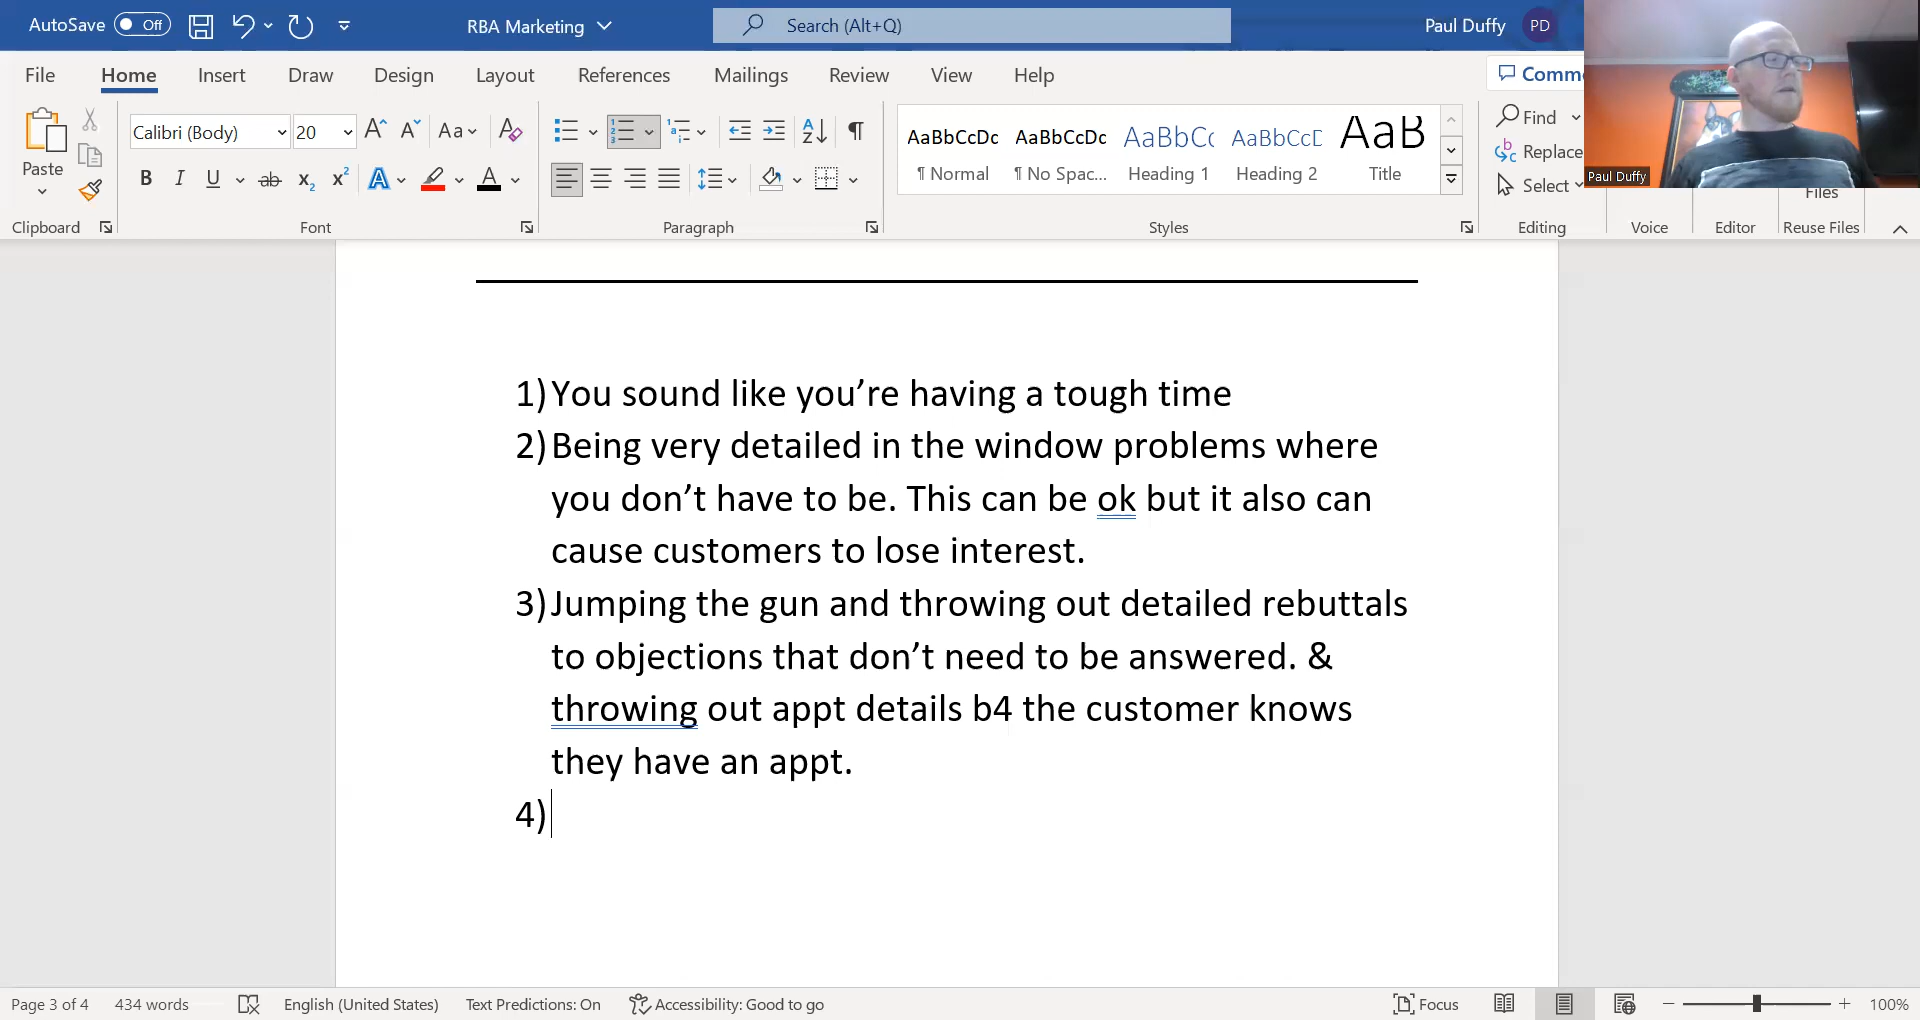 AutoSave Off RBA Marketing Search (Alt+Q) Paul Duffy PD
File Home Insert Draw Design Layout References Mailings Review View Help Comm
Calibri (Body) 20 Aa
Paste
B I U ab x2 x2 A A
AaBbCcDc AaBbCcDc AaBbC AaBbCcD AaB
¶ Normal ¶ No Spac... Heading 1 Heading 2 Title
Find
Replace
Select
Paul Duffy
Files
Clipboard Font Paragraph Styles Editing Voice Editor Reuse Files
1) You sound like you’re having a tough time
2) Being very detailed in the window problems where
you don’t have to be. This can be ok but it also can
cause customers to lose interest.
3) Jumping the gun and throwing out detailed rebuttals
to objections that don’t need to be answered. &
throwing out appt details b4 the customer knows
they have an appt.
4)
Page 3 of 4 434 words English (United States) Text Predictions: On Accessibility: Good to go Focus 100%